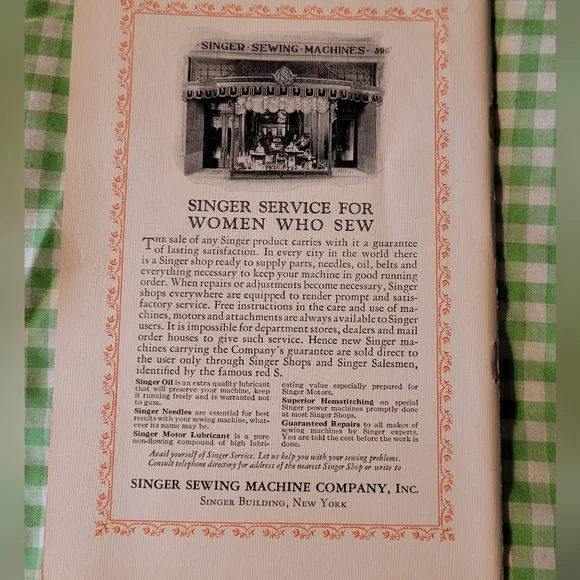 SINGER · SEWING · MACHINES · 596
SINGER SERVICE FOR
WOMEN WHO SEW
THE sale of any Singer product carries with it a guarantee
of lasting satisfaction. In every city in the world there
is a Singer shop ready to supply parts, needles, oil, belts and
everything necessary to keep your machine in good running
order. When repairs or adjustments become necessary, Singer
shops everywhere are equipped to render prompt and satis-
factory service. Free instructions in the care and use of ma-
chines, motors and attachments are always available to Singer
users. It is impossible for department stores, dealers and mail
order houses to give such service. Hence new Singer ma-
chines carrying the Company's guarantee are sold direct to
the user only through Singer Shops and Singer Salesmen,
identified by the famous red S.
Singer Oil is an extra quality lubricant
that will preserve your machine, keep
it running freely and is warranted not
to gum.
Singer Needles are essential for best
results with your sewing machine, what-
ever its name may be.
Singer Motor Lubricant is a pure
non-flowing compound of high lubri-
cating value especially prepared for
Singer Motors.
Superior Hemstitching on special
Singer power machines promptly done
at most Singer Shops.
Guaranteed Repairs to all makes of
sewing machines by Singer experts.
You are told the cost before the work is
done.
Avail yourself of Singer Service. Let us help you with your sewing problems.
Consult telephone directory for address of the nearest Singer Shop or write to
SINGER SEWING MACHINE COMPANY, INC.
SINGER BUILDING, NEW YORK